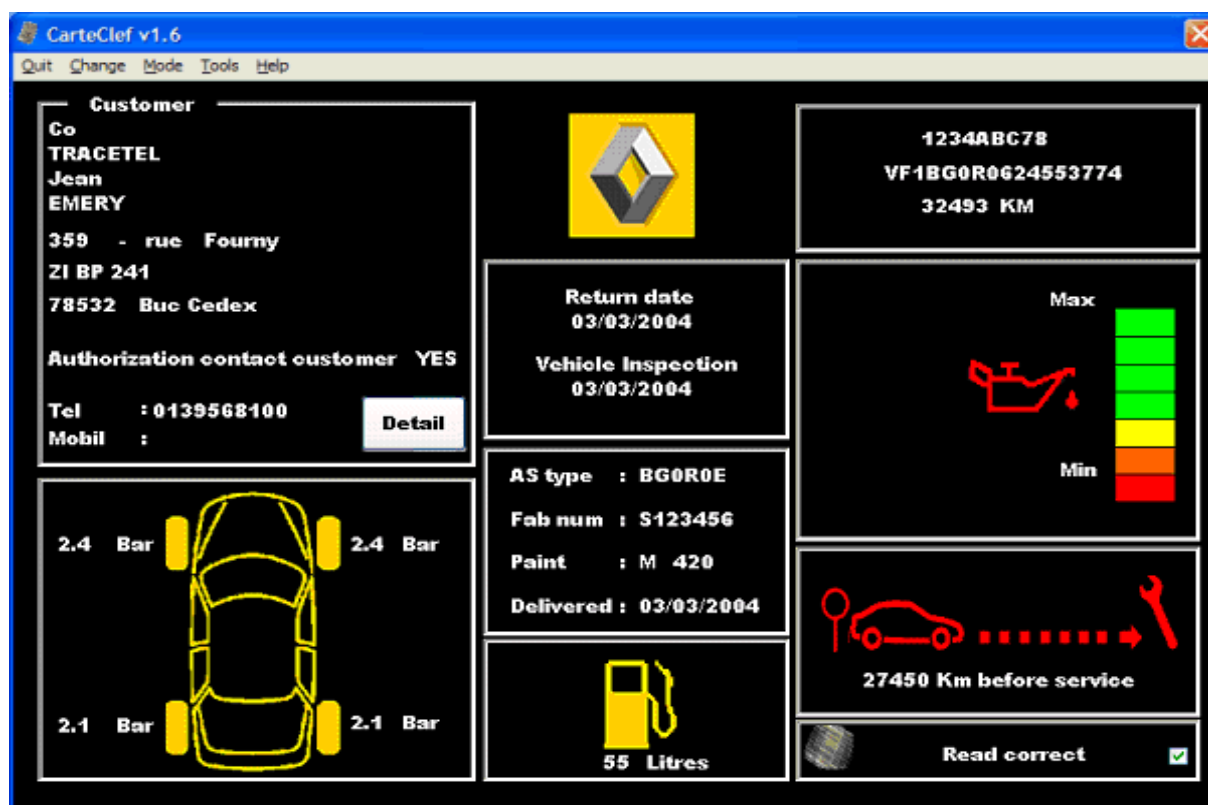 CarteClef v1.6
Quit Change Mode Tools Help
Customer
Co
TRACETEL
Jean
EMERY
359 - rue Fourny
ZI BP 241
78532 Buc Cedex
Authorization contact customer YES
Tel : 0139568100
Mobil :
Detail
2.4 Bar
2.4 Bar
2.1 Bar
2.1 Bar
Return date
03/03/2004
Vehicle Inspection
03/03/2004
AS type : BG0R0E
Fab num : S123456
Paint : M 420
Delivered : 03/03/2004
55 Litres
1234ABC78
VF1BG0R0624553774
32493 KM
Max
Min
27450 Km before service
Read correct